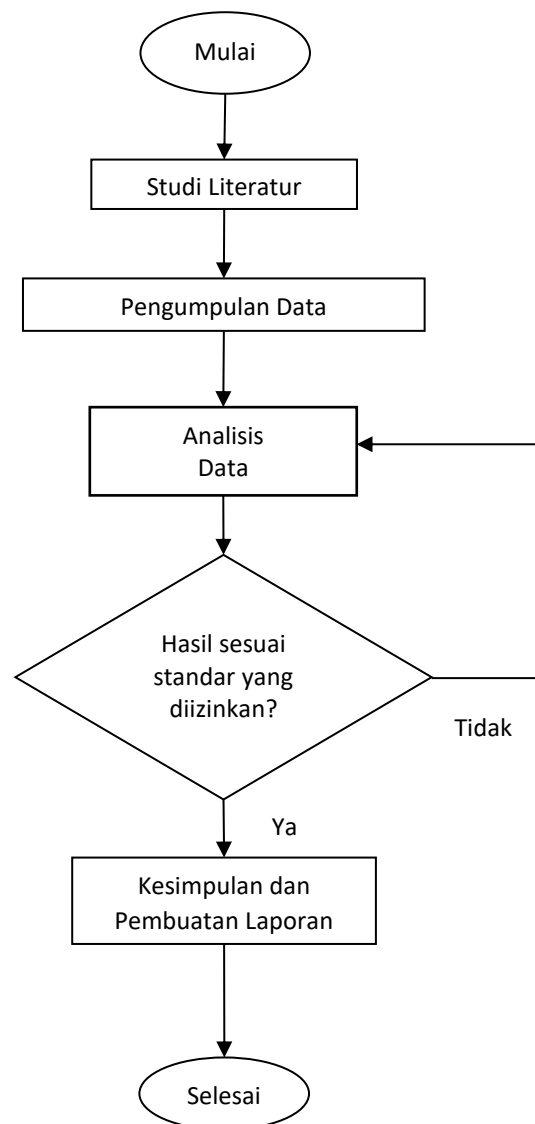 Mulai
Studi Literatur
Pengumpulan Data
Analisis
Data
Hasil sesuai
standar yang
diizinkan?
Tidak
Ya
Kesimpulan dan
Pembuatan Laporan
Selesai